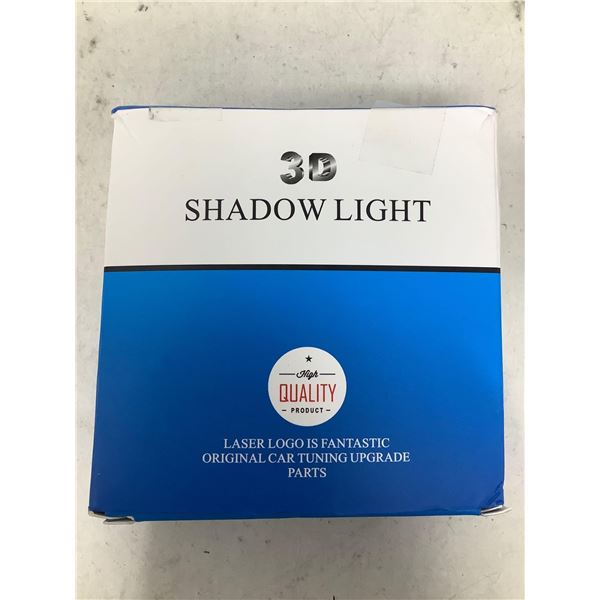 3D
SHADOW LIGHT
High
QUALITY
PRODUCT
LASER LOGO IS FANTASTIC
ORIGINAL CAR TUNING UPGRADE
PARTS